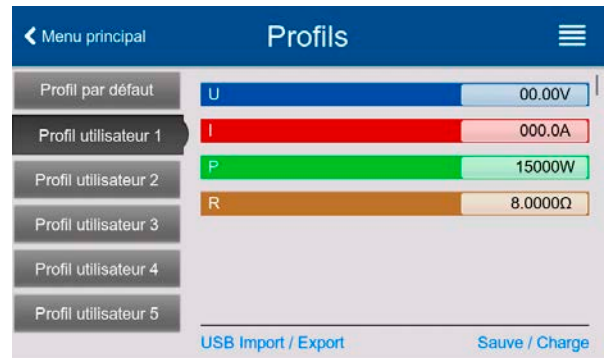 Menu principal
Profils
Profil par défaut
Profil utilisateur 1
Profil utilisateur 2
Profil utilisateur 3
Profil utilisateur 4
Profil utilisateur 5
U 00.00V
I 000.0A
P 15000W
R 8.0000Ω
USB Import / Export
Sauve / Charge